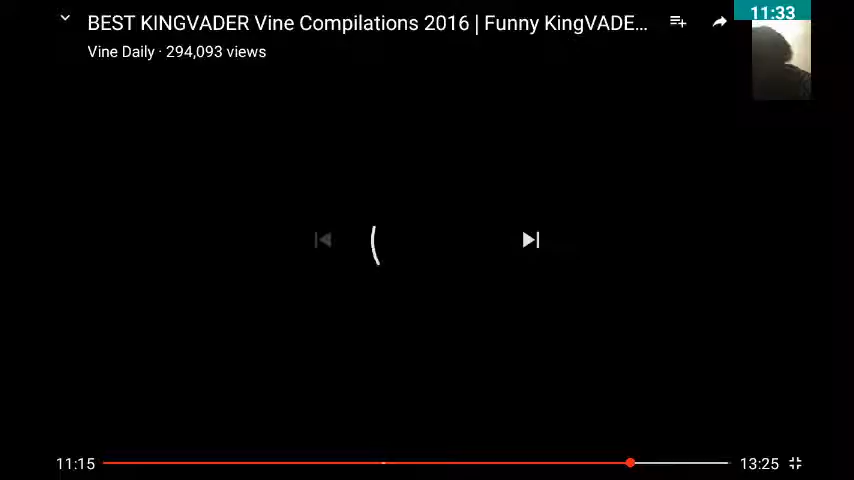 11:33
BEST KINGVADER Vine Compilations 2016 | Funny KingVADE...
Vine Daily · 294,093 views
11:15
13:25